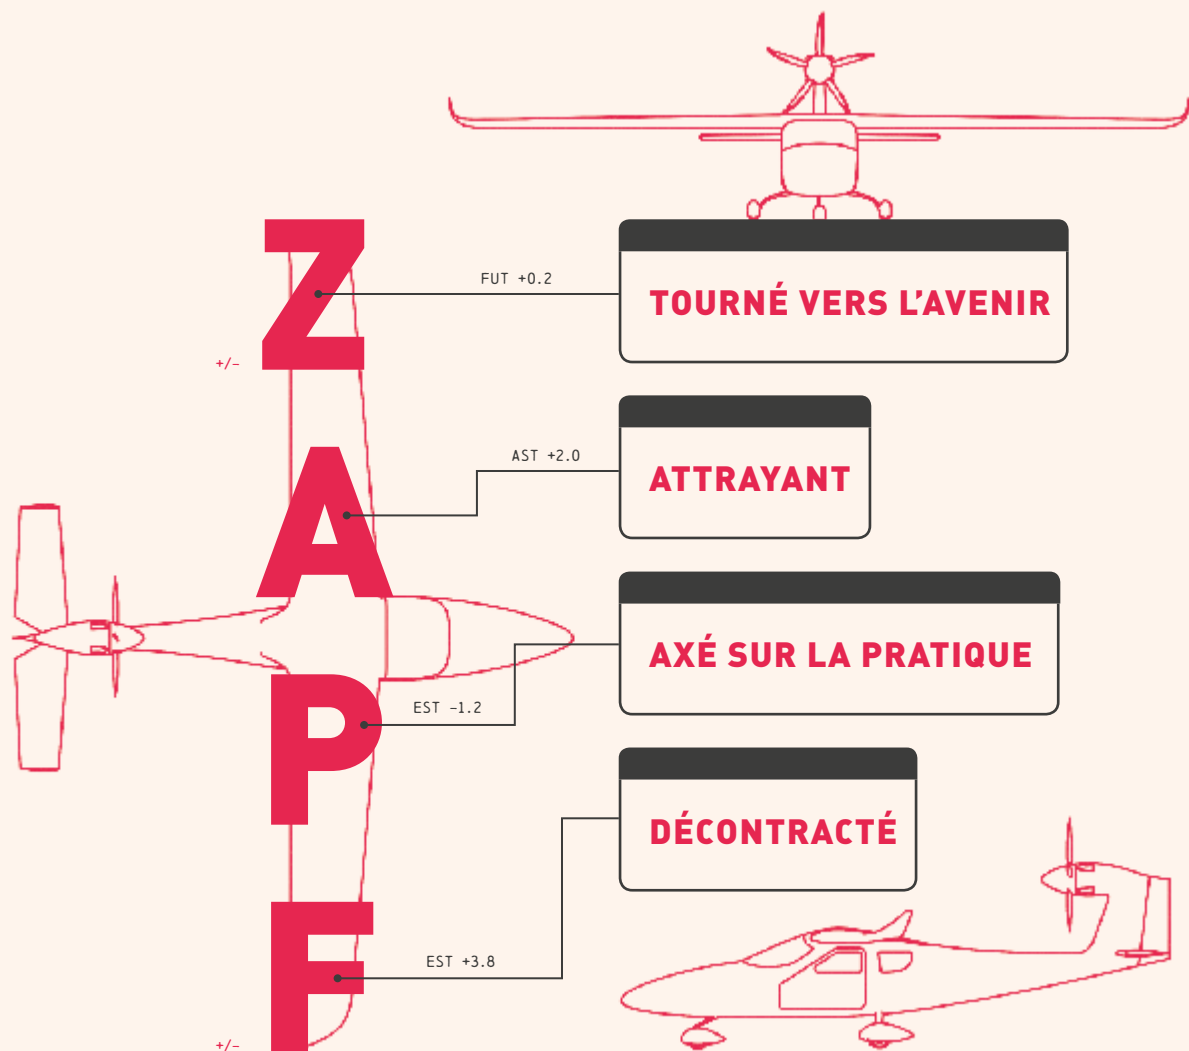 Z
FUT +0.2
TOURNÉ VERS L’AVENIR
+/–
A
AST +2.0
ATTRAYANT
P
EST –1.2
AXÉ SUR LA PRATIQUE
F
EST +3.8
DÉCONTRACTÉ
+/–